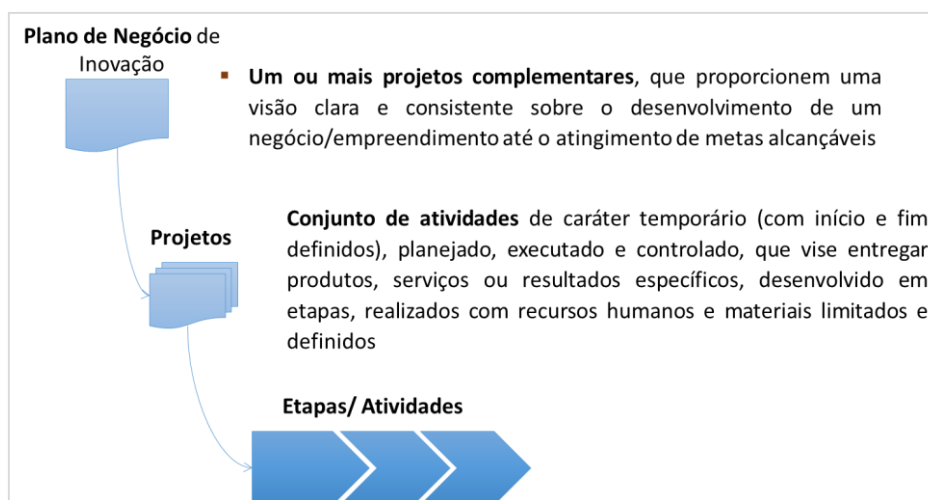 Plano de Negócio de
Inovação
▪ Um ou mais projetos complementares, que proporcionem uma
visão clara e consistente sobre o desenvolvimento de um
negócio/empreendimento até o atingimento de metas alcançáveis
Projetos
Conjunto de atividades de caráter temporário (com início e fim
definidos), planejado, executado e controlado, que vise entregar
produtos, serviços ou resultados específicos, desenvolvido em
etapas, realizados com recursos humanos e materiais limitados e
definidos
Etapas/ Atividades